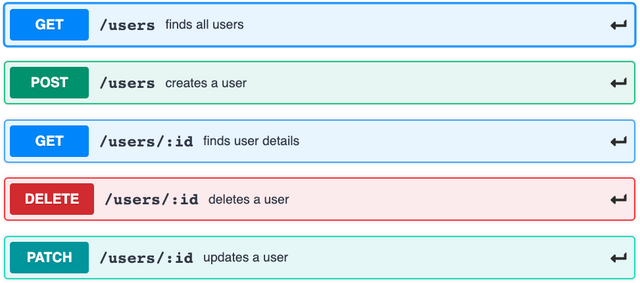 GET /users finds all users
POST /users creates a user
GET /users/:id finds user details
DELETE /users/:id deletes a user
PATCH /users/:id updates a user